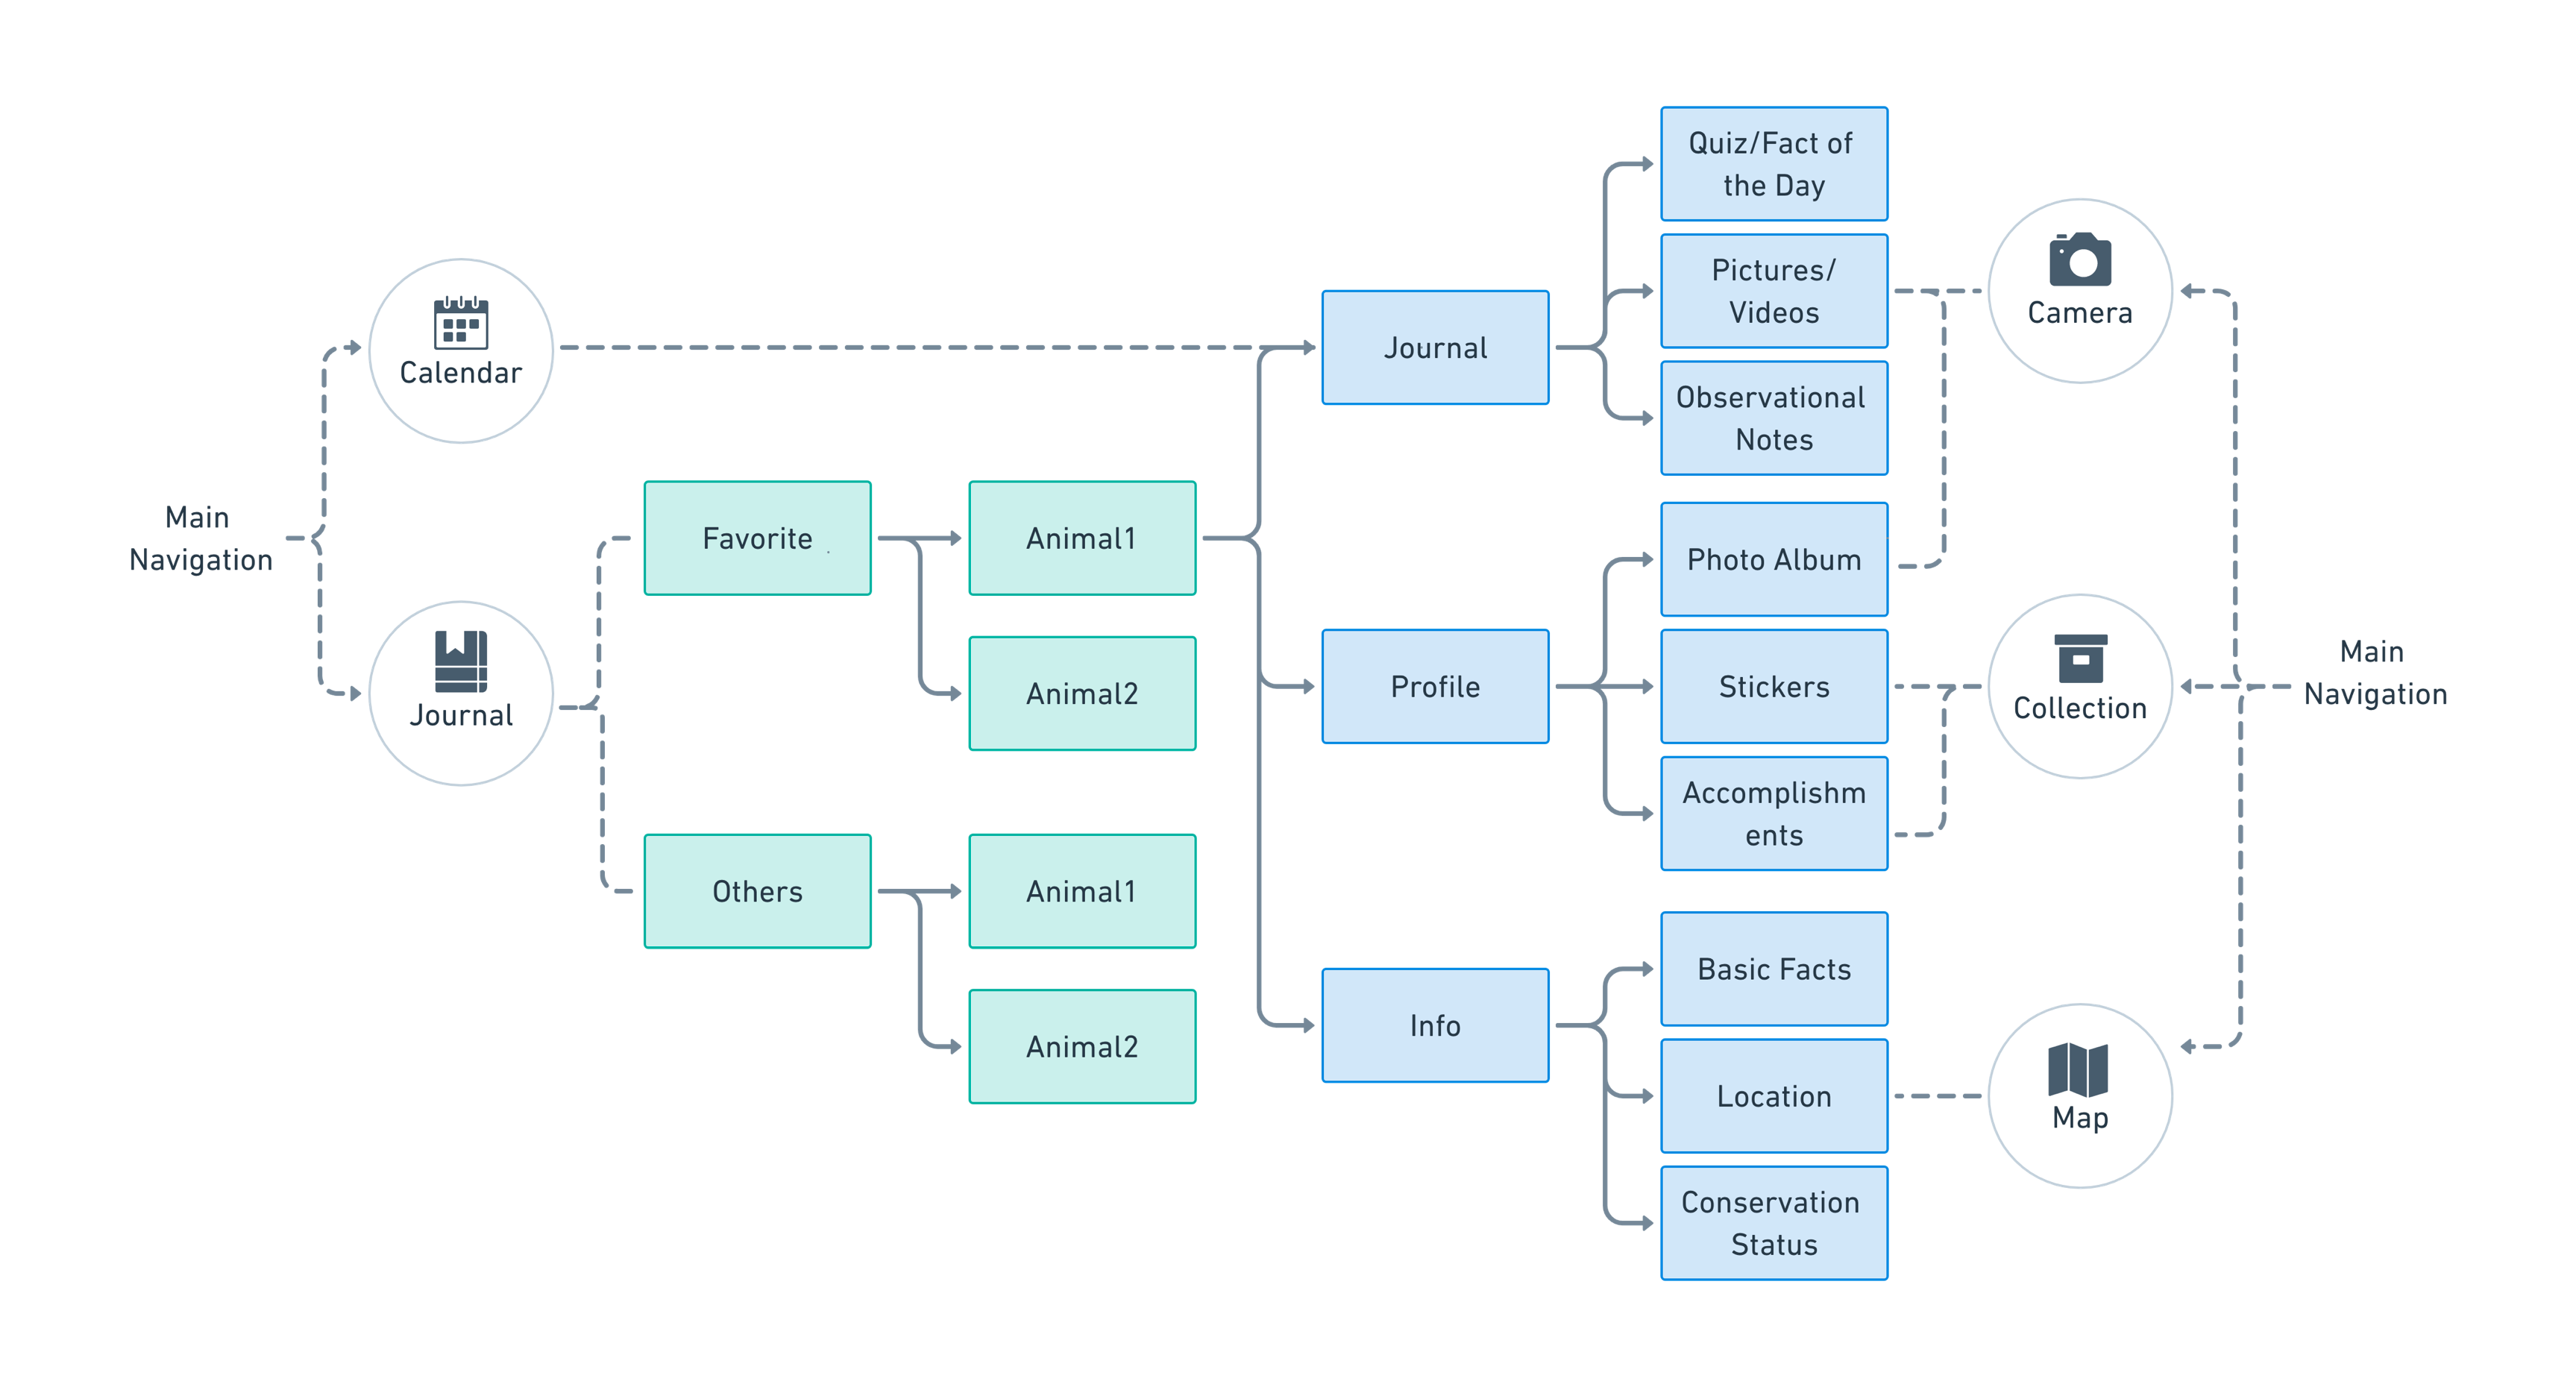 Main
Navigation
Calendar
Journal
Favorite
Others
Animal1
Animal2
Animal1
Animal2
Journal
Profile
Info
Quiz/Fact of
the Day
Pictures/
Videos
Observational
Notes
Photo Album
Stickers
Accomplishm
ents
Basic Facts
Location
Conservation
Status
Camera
Collection
Map
Main
Navigation